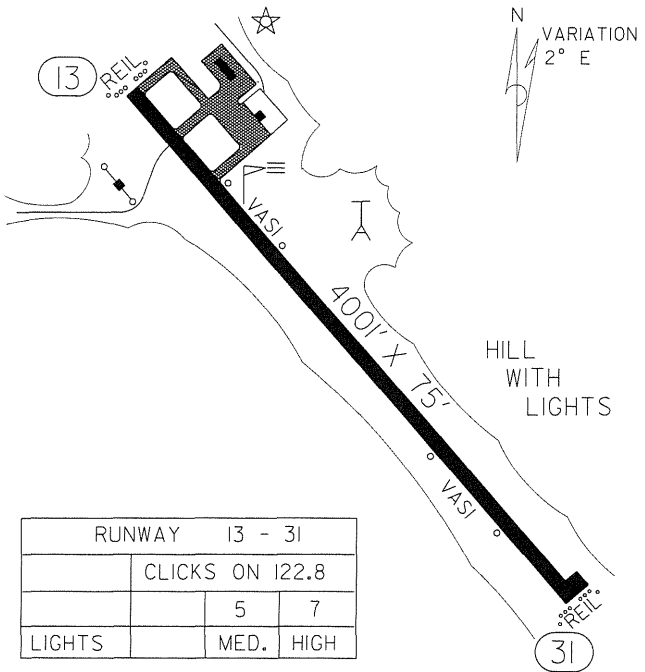 N
VARIATION
2° E
13
REIL
VASI
4001' X 75'
HILL
WITH
LIGHTS
VASI
REIL
31
RUNWAY 13 - 31
CLICKS ON 122.8
5 7
LIGHTS MED. HIGH